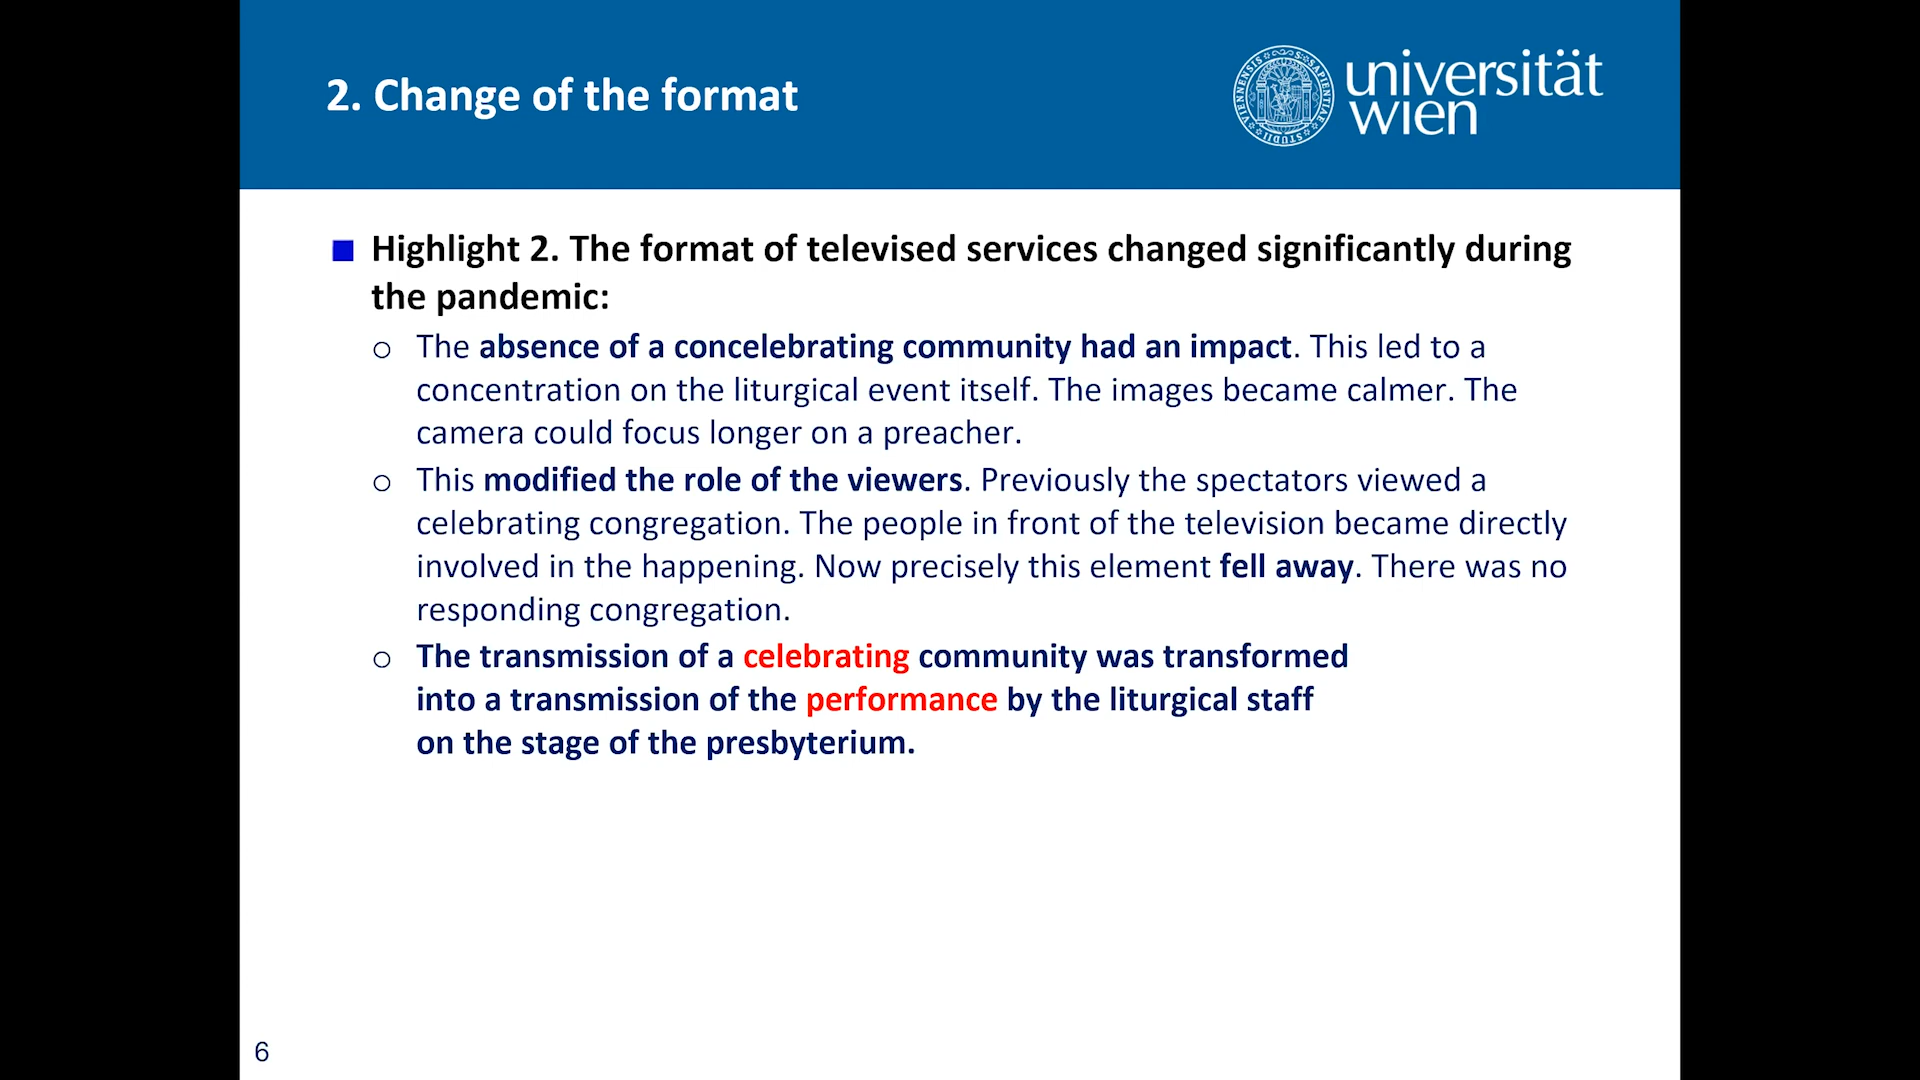 2. Change of the format
universität
wien
■ Highlight 2. The format of televised services changed significantly during
the pandemic:
o The absence of a concelebrating community had an impact. This led to a
concentration on the liturgical event itself. The images became calmer. The
camera could focus longer on a preacher.
o This modified the role of the viewers. Previously the spectators viewed a
celebrating congregation. The people in front of the television became directly
involved in the happening. Now precisely this element fell away. There was no
responding congregation.
o The transmission of a celebrating community was transformed
into a transmission of the performance by the liturgical staff
on the stage of the presbyterium.
6